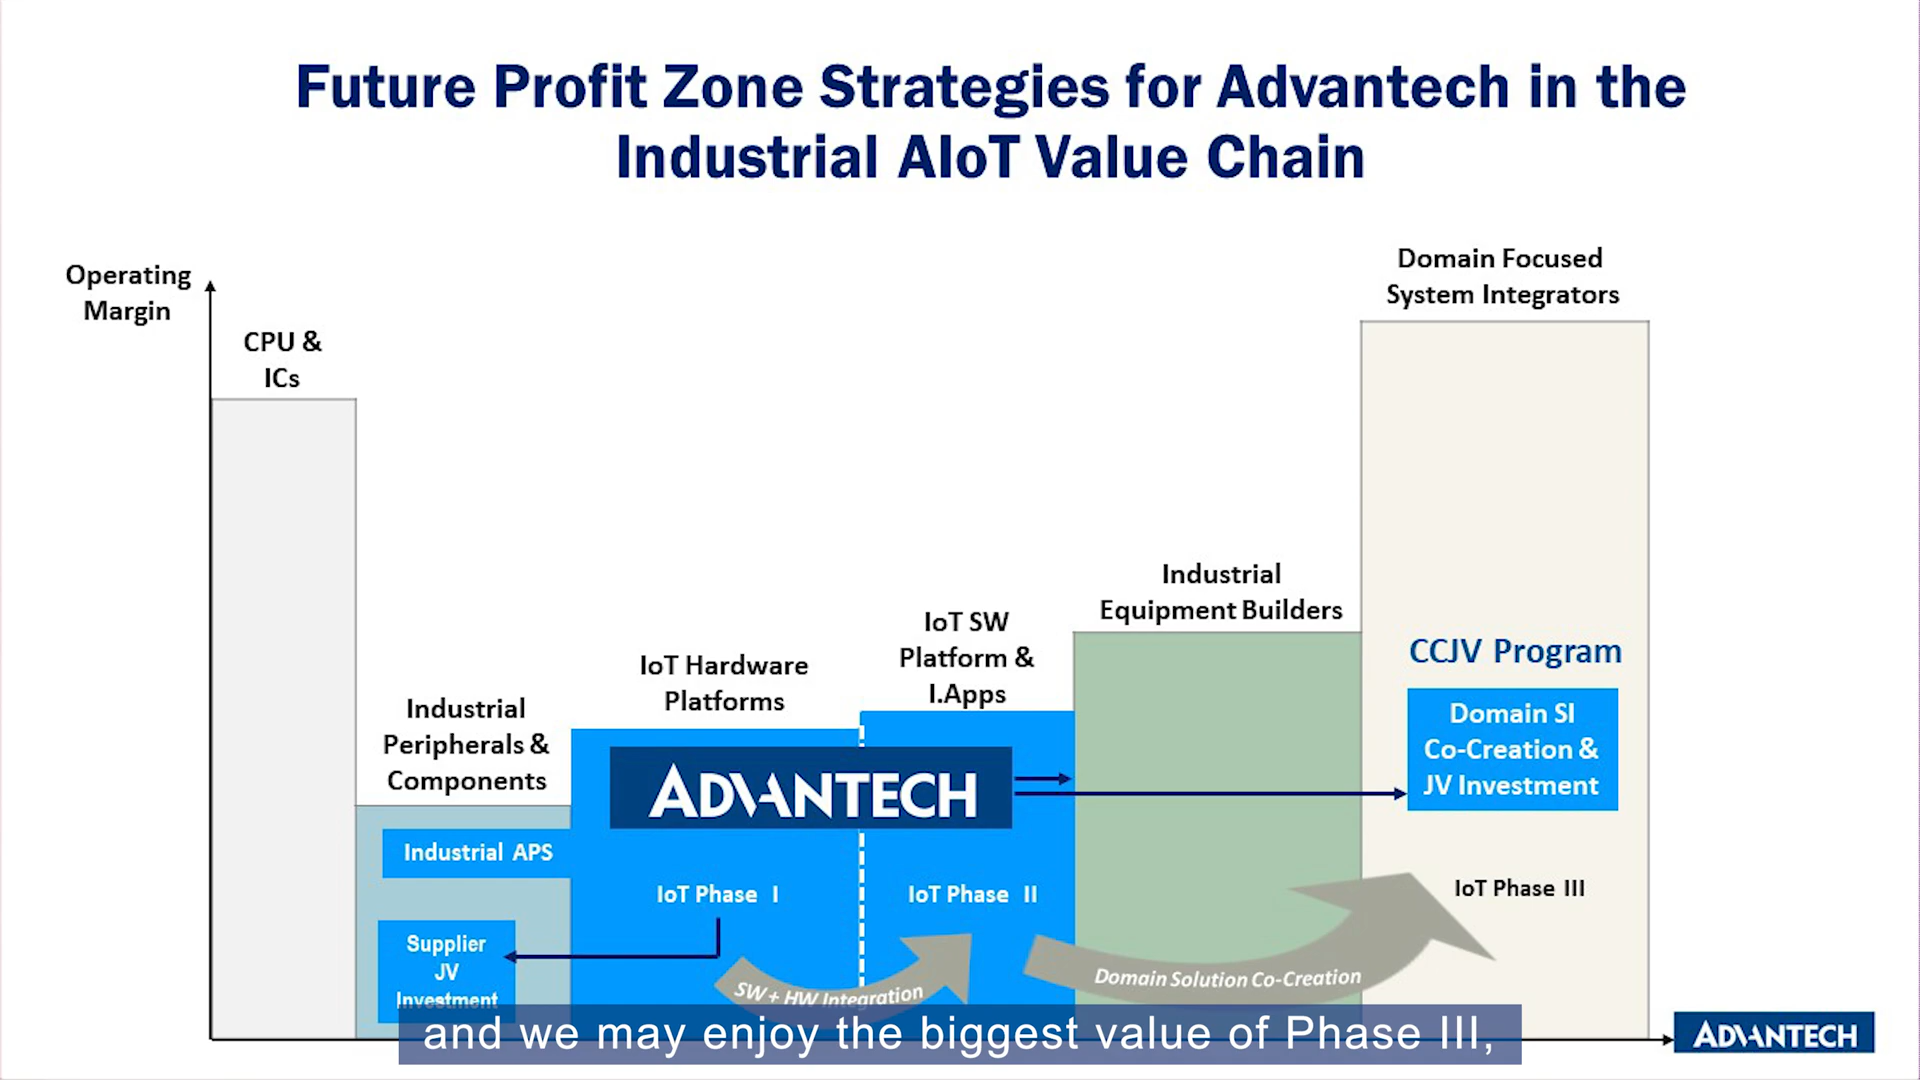 Future Profit Zone Strategies for Advantech in the
Industrial AIoT Value Chain
Operating
Margin
CPU &
ICs
Industrial
Peripherals &
Components
IoT Hardware
Platforms
IoT SW
Platform &
I.Apps
Industrial
Equipment Builders
Domain Focused
System Integrators
CCJV Program
Domain SI
Co-Creation &
JV Investment
ADVANTECH
Industrial APS
IoT Phase I
IoT Phase II
IoT Phase III
Supplier
JV
Investment
SW + HW Integration
Domain Solution Co-Creation
and we may enjoy the biggest value of Phase III,
ADVANTECH